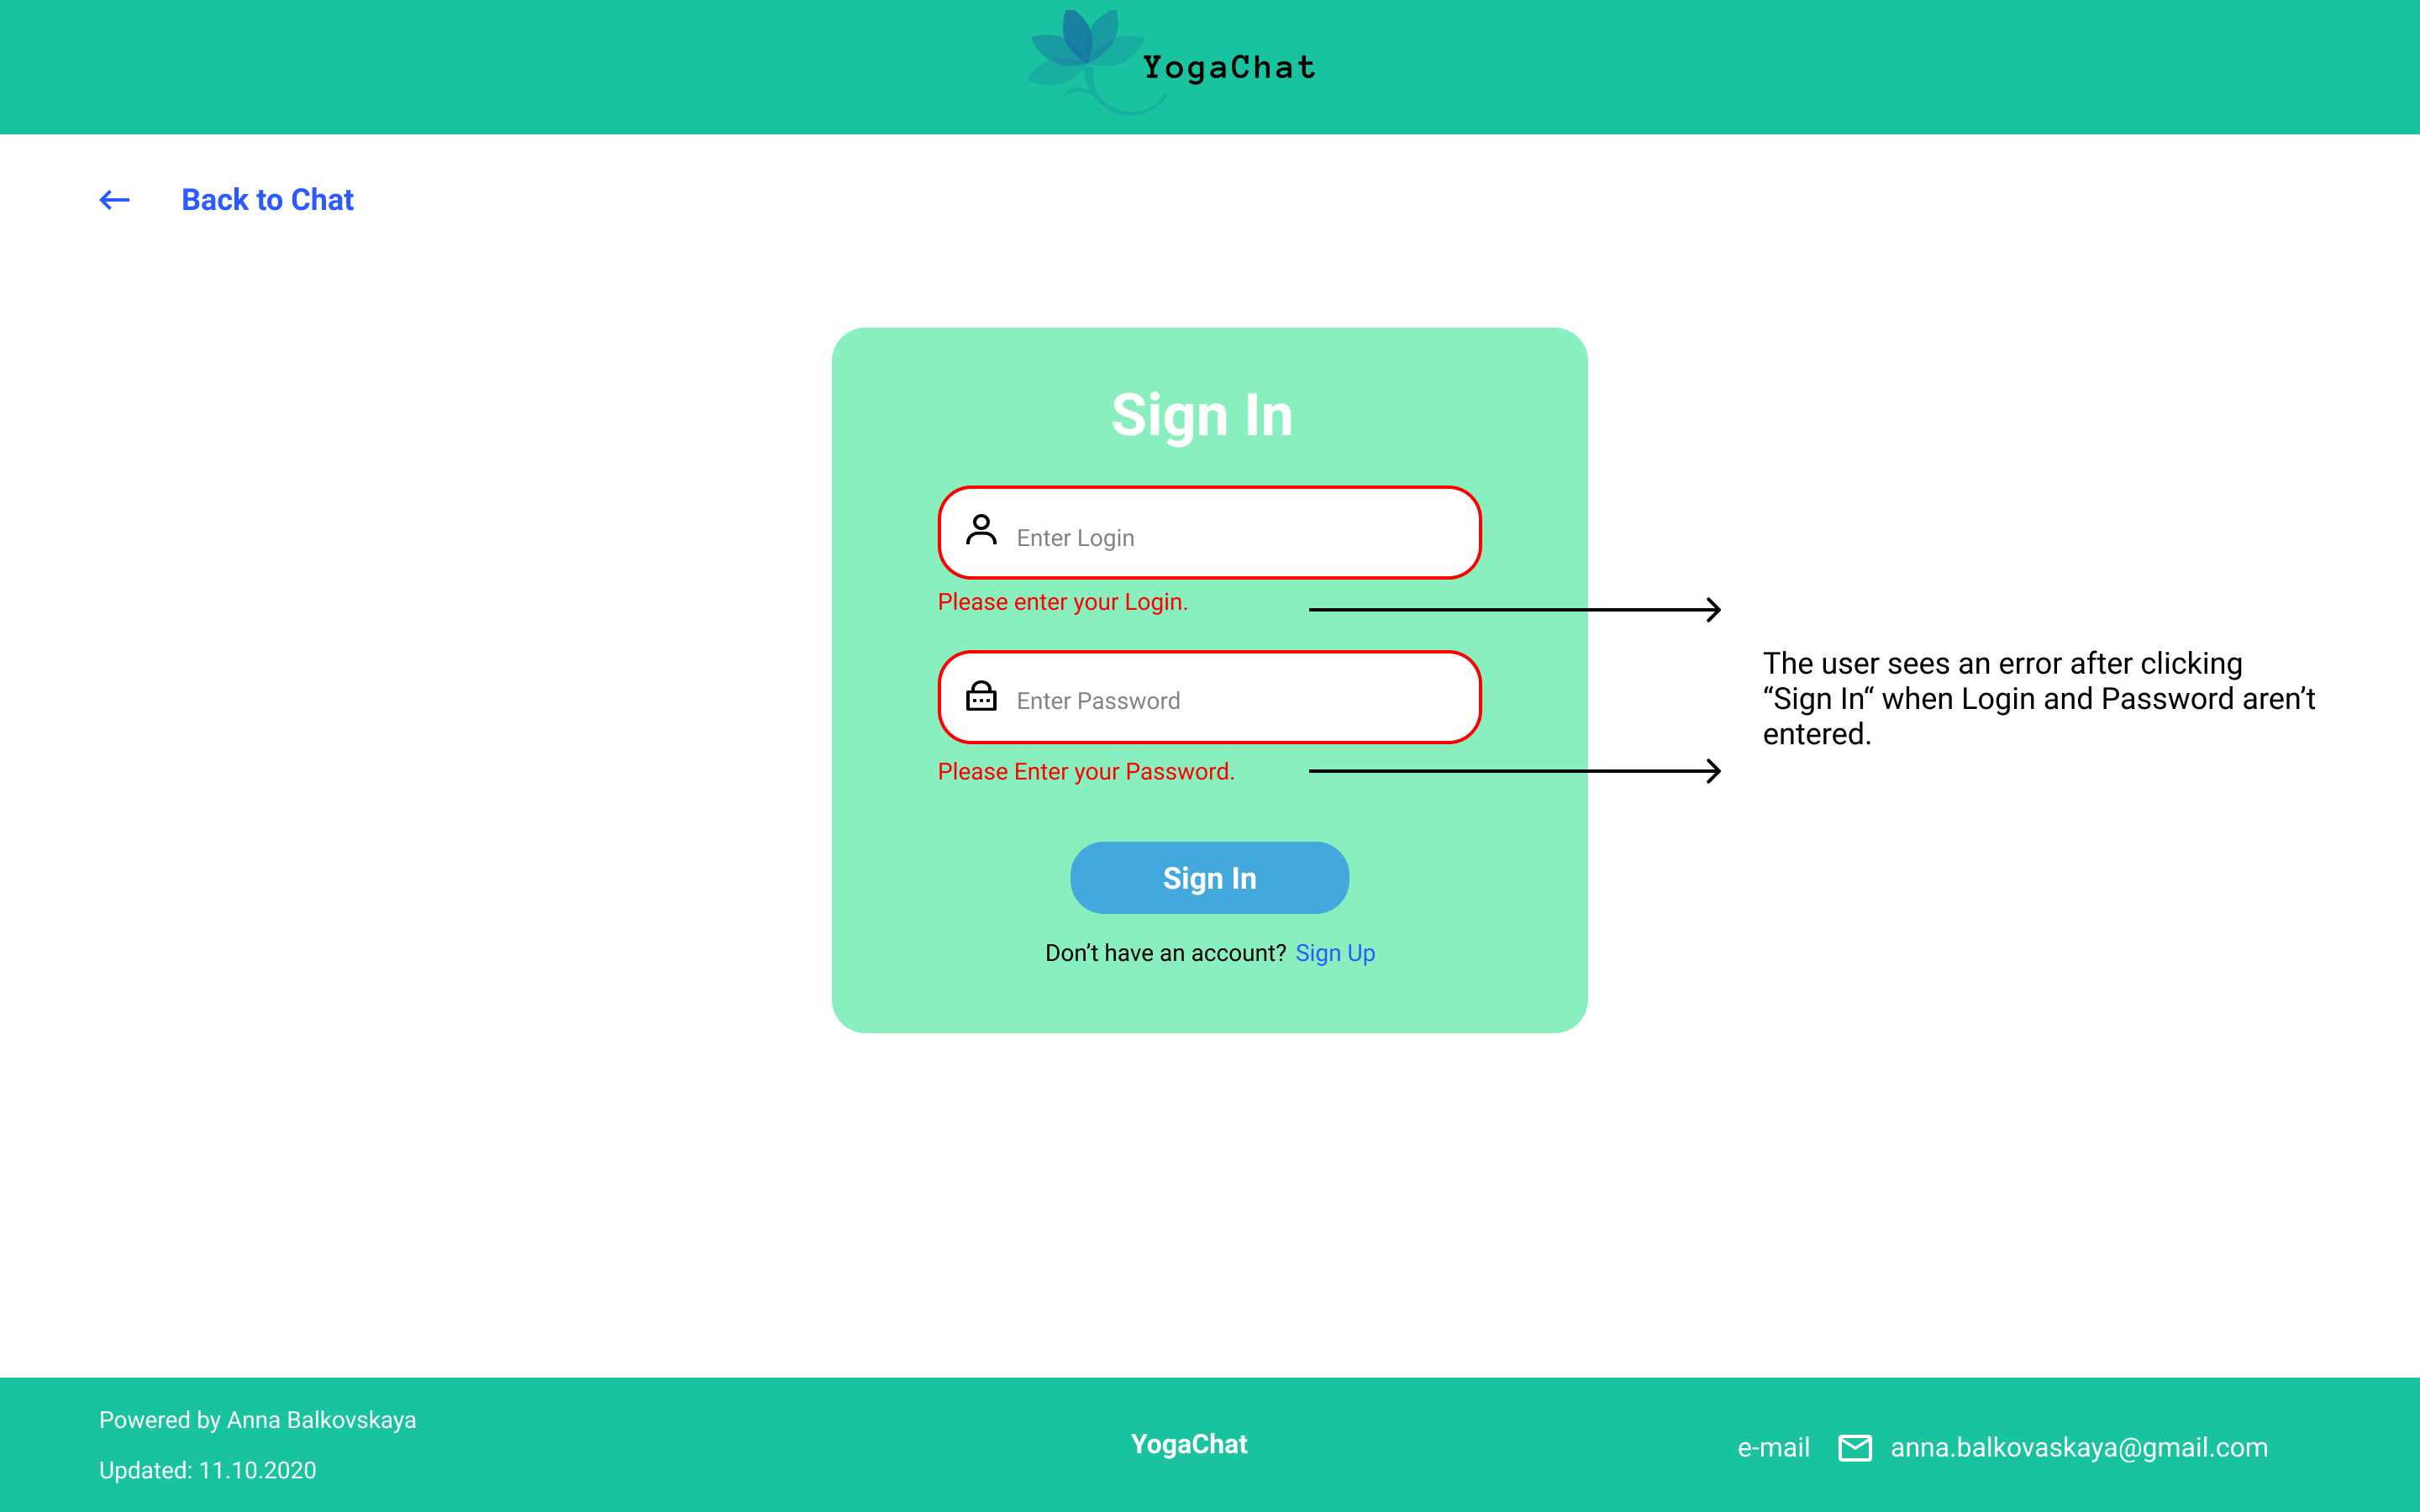 YogaChat
Back to Chat
Sign In
Enter Login
Please enter your Login.
Enter Password
Please Enter your Password.
The user sees an error after clicking
“Sign In“ when Login and Password aren’t
entered.
Sign In
Don’t have an account? Sign Up
Powered by Anna Balkovskaya
Updated: 11.10.2020
YogaChat
e-mail anna.balkovaskaya@gmail.com